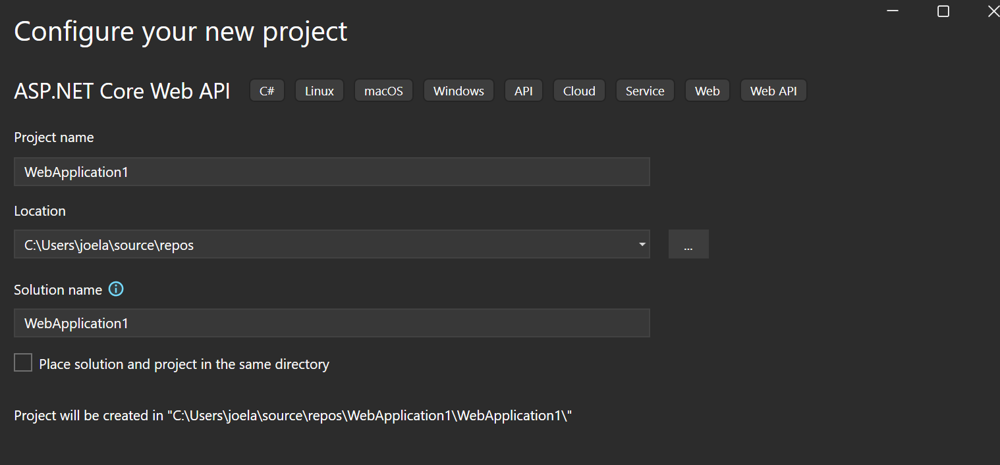 Configure your new project
ASP.NET Core Web API C# Linux macOS Windows API Cloud Service Web Web API
Project name
WebApplication1
Location
C:\Users\joela\source\repos
...
Solution name
WebApplication1
Place solution and project in the same directory
Project will be created in "C:\Users\joela\source\repos\WebApplication1\WebApplication1\"